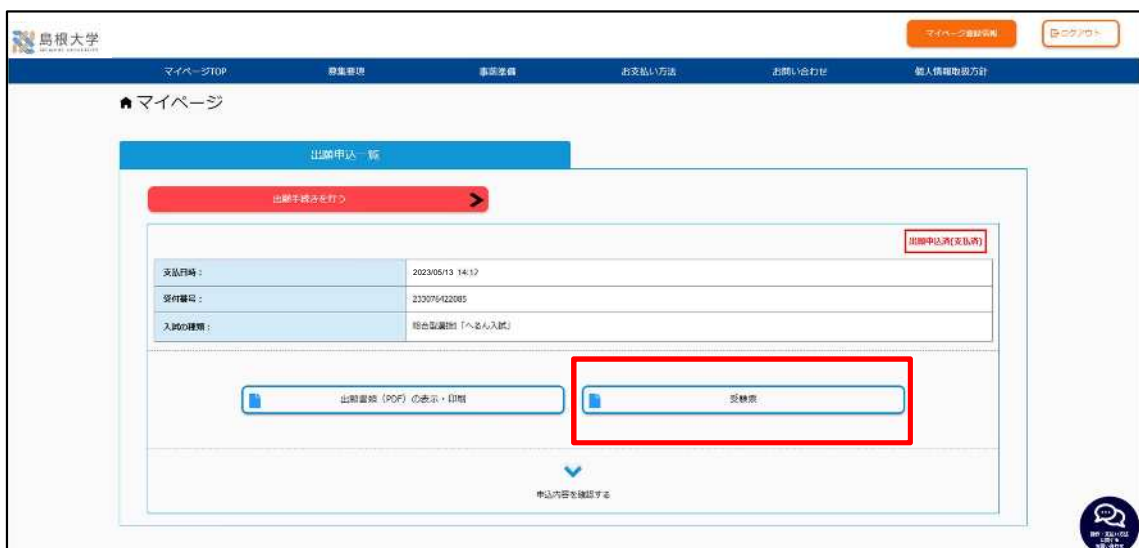 島根大学
マイページ登録情報
ログアウト
マイページTOP
募集要項
事前準備
お支払い方法
お問い合わせ
個人情報取扱方針
マイページ
出願申込一覧
出願手続きを行う
出願申込済(支払済)
支払日時:
2023/05/13 14:12
受付番号:
233076422085
入試の種類:
総合型選抜「へるん入試」
出願書類(PDF)の表示・印刷
受験票
申込内容を確認する